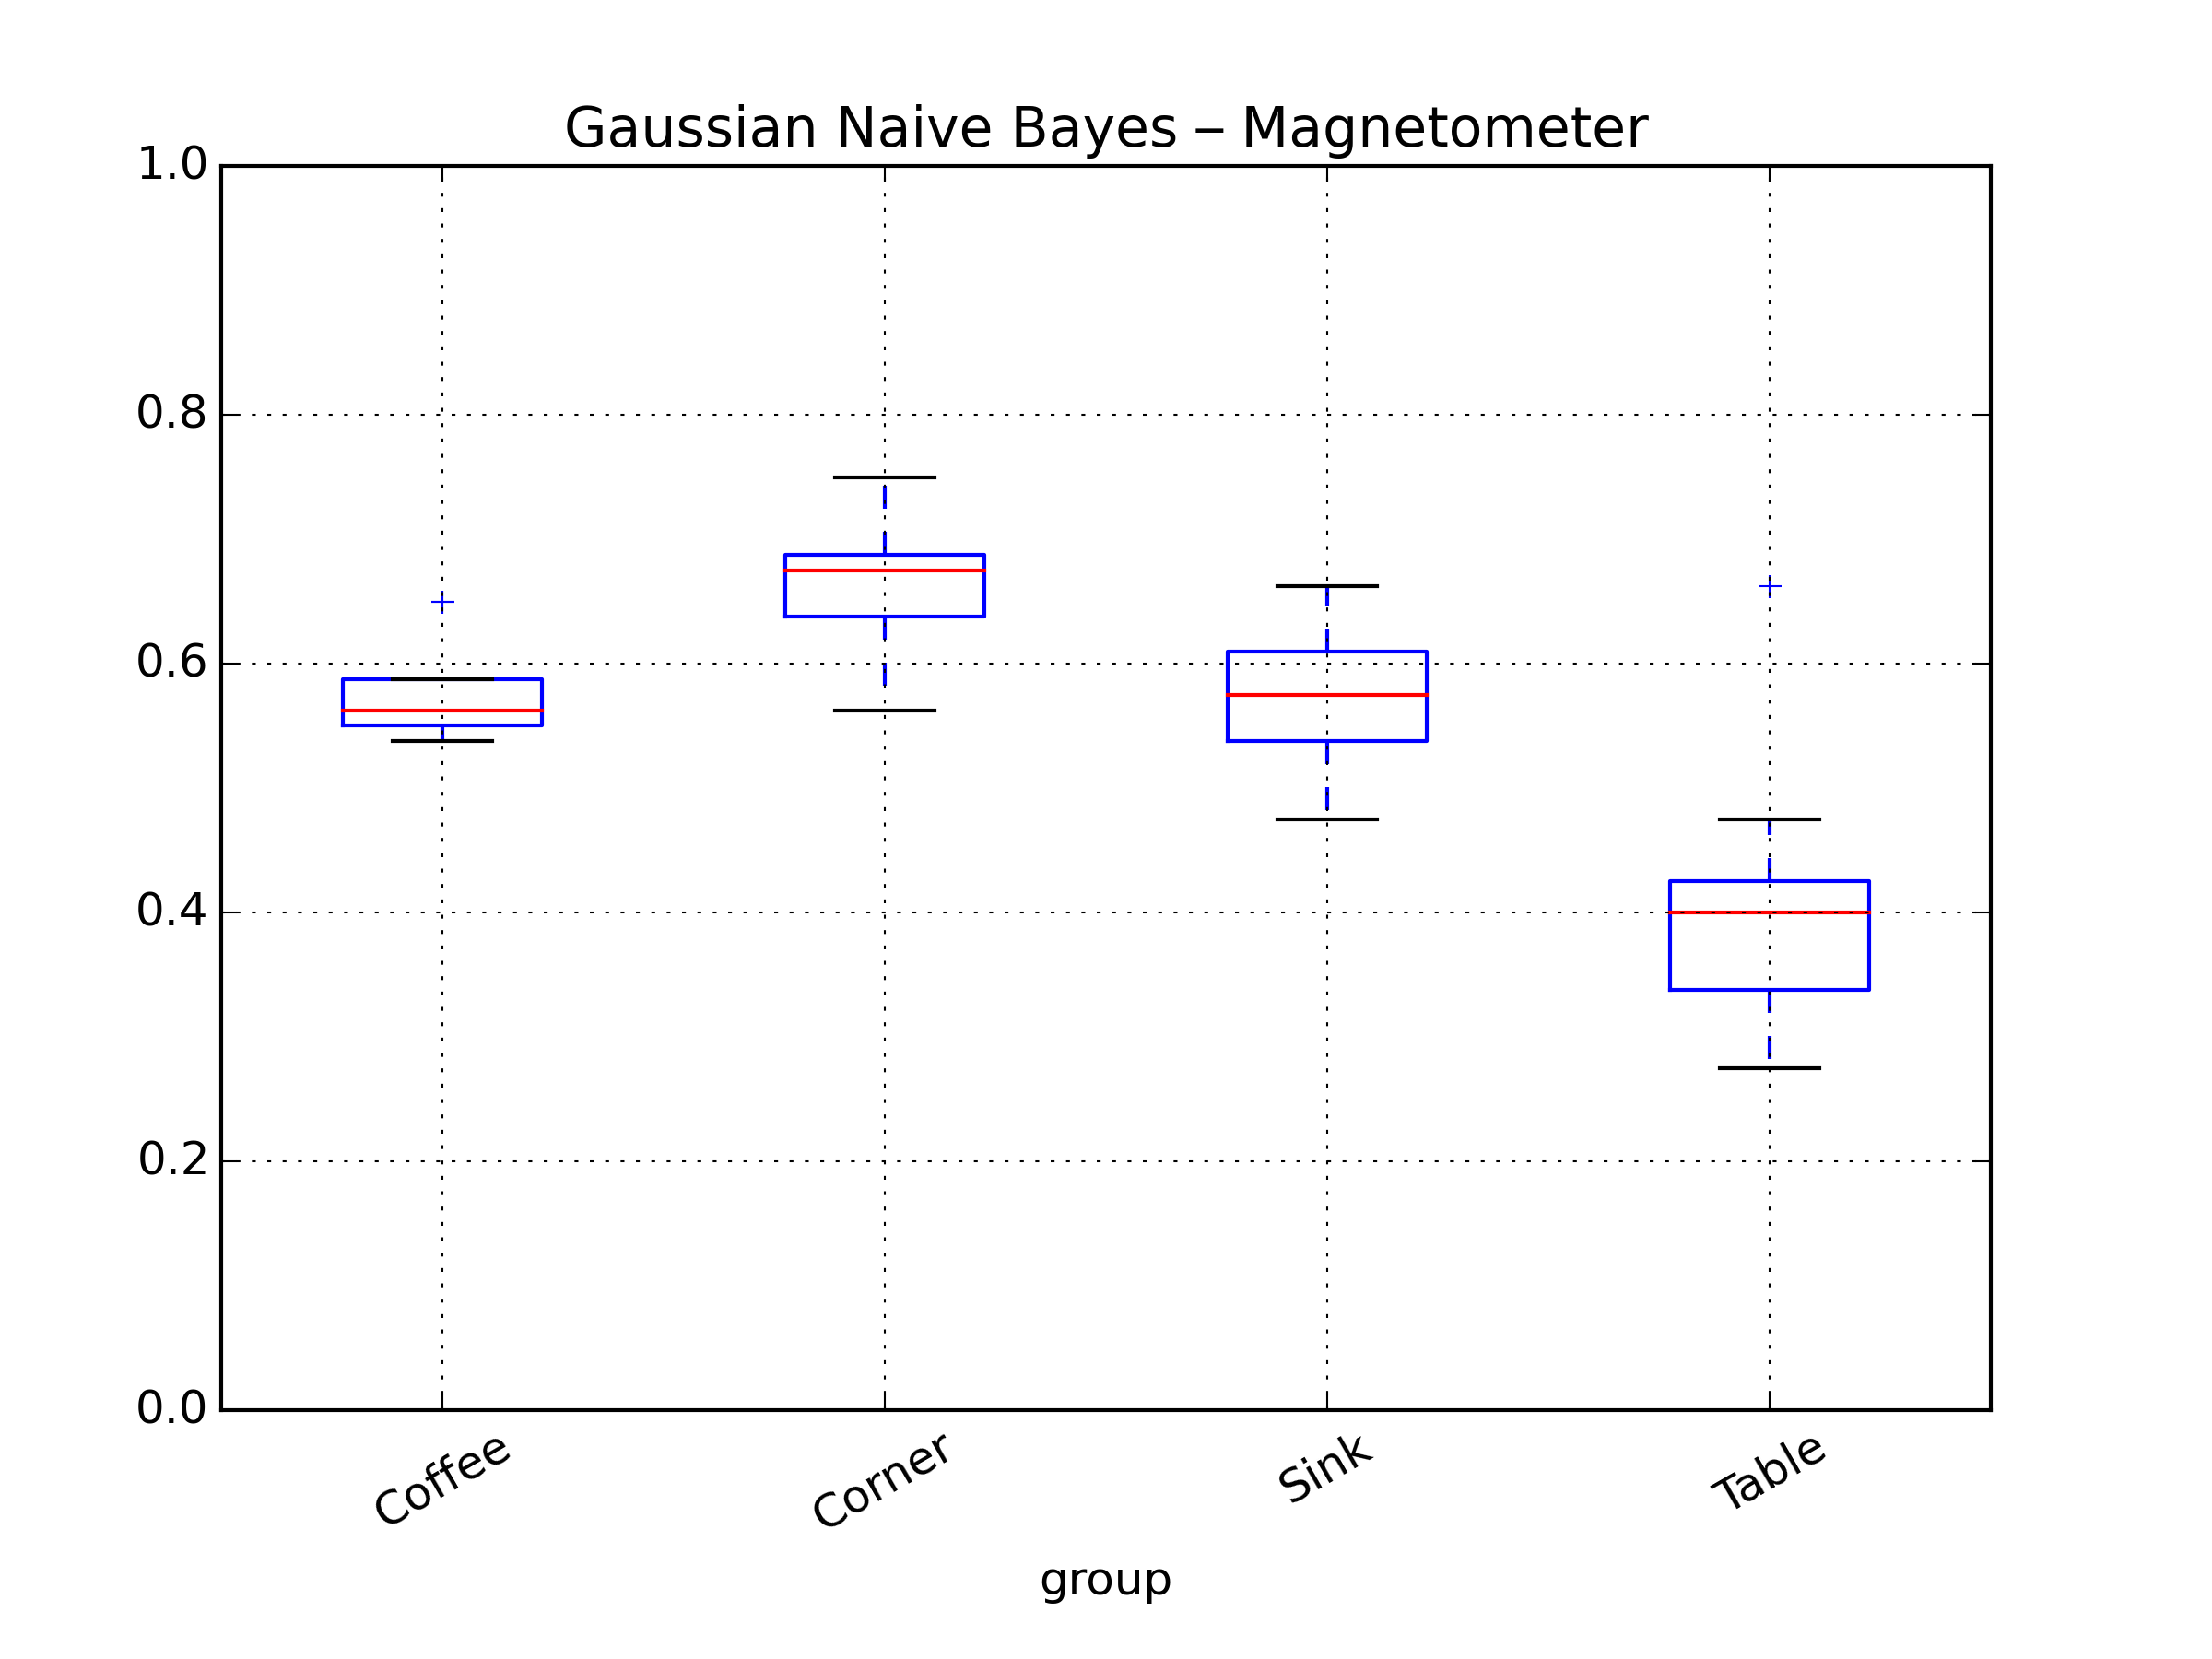 Gaussian Naive Bayes – Magnetometer
1.0
0.8
0.6
0.4
0.2
0.0
Coffee
Corner
Sink
Table
group